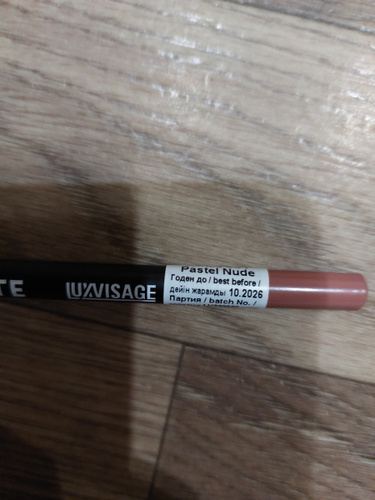 TE LUXVISAGE
Pastel Nude
Годен до / best before /
дейін жарамды 10.2026
Партия / batch No. /